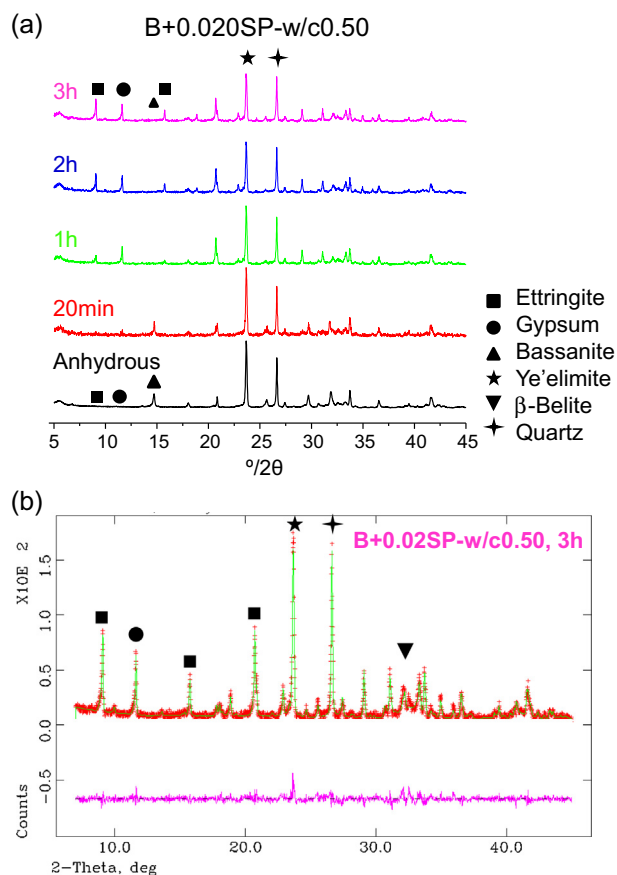 (a)
B+0.020SP-w/c0.50
3h
2h
1h
20min
Anhydrous
Ettringite
Gypsum
Bassanite
Ye'elimite
β-Belite
Quartz
5 10 15 20 25 30 35 40 45
º/2θ
(b)
B+0.02SP-w/c0.50, 3h
X10E 2
1.5
1.0
0.5
0.0
−0.5
Counts
10.0 20.0 30.0 40.0
2-Theta, deg